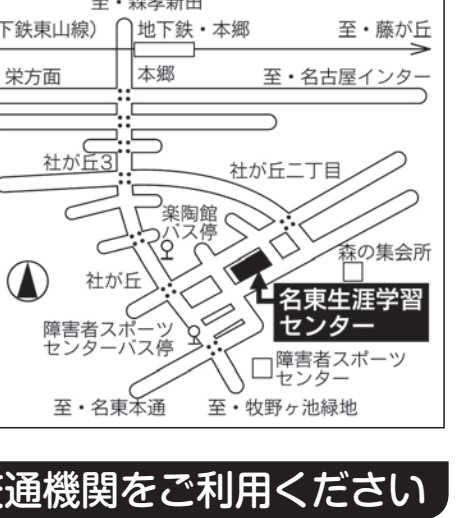 至・森孝新田
下鉄東山線）
地下鉄・本郷
至・藤が丘
栄方面
本郷
至・名古屋インター
社が丘3
社が丘二丁目
楽陶館
バス停
森の集会所
社が丘
名東生涯学習
センター
障害者スポーツ
センターバス停
障害者スポーツ
センター
至・名東本通
至・牧野ヶ池緑地
通機関をご利用ください